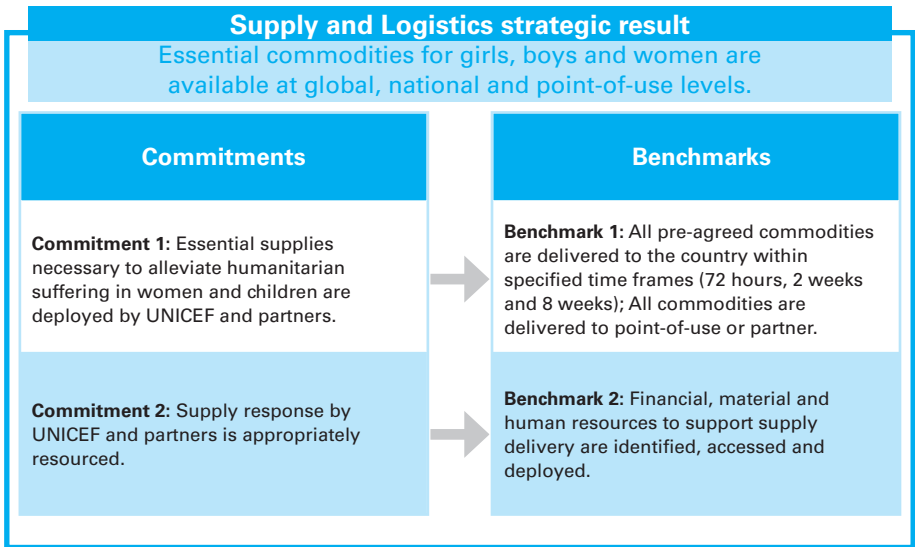 Supply and Logistics strategic result
Essential commodities for girls, boys and women are
available at global, national and point-of-use levels.
Commitments
Commitment 1: Essential supplies
necessary to alleviate humanitarian
suffering in women and children are
deployed by UNICEF and partners.
Commitment 2: Supply response by
UNICEF and partners is appropriately
resourced.
Benchmarks
Benchmark 1: All pre-agreed commodities
are delivered to the country within
specified time frames (72 hours, 2 weeks
and 8 weeks); All commodities are
delivered to point-of-use or partner.
Benchmark 2: Financial, material and
human resources to support supply
delivery are identified, accessed and
deployed.